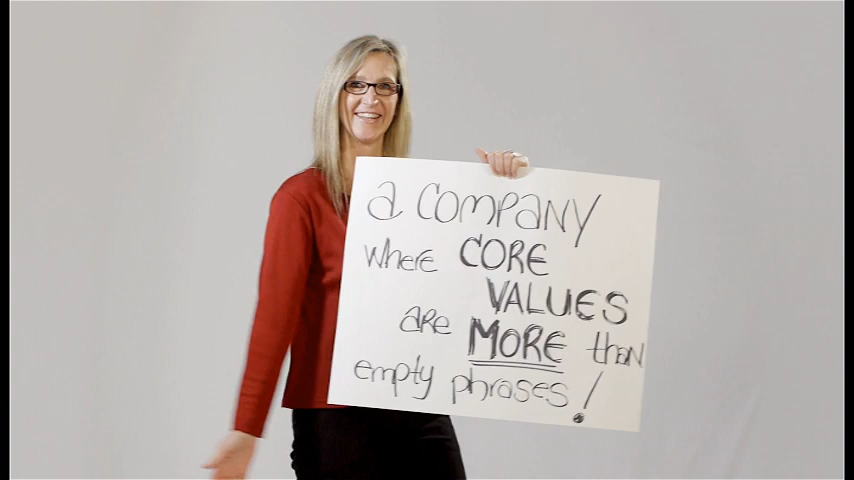 a COMPANY
where CORE
VALUES
are MORE than
empty phrases!